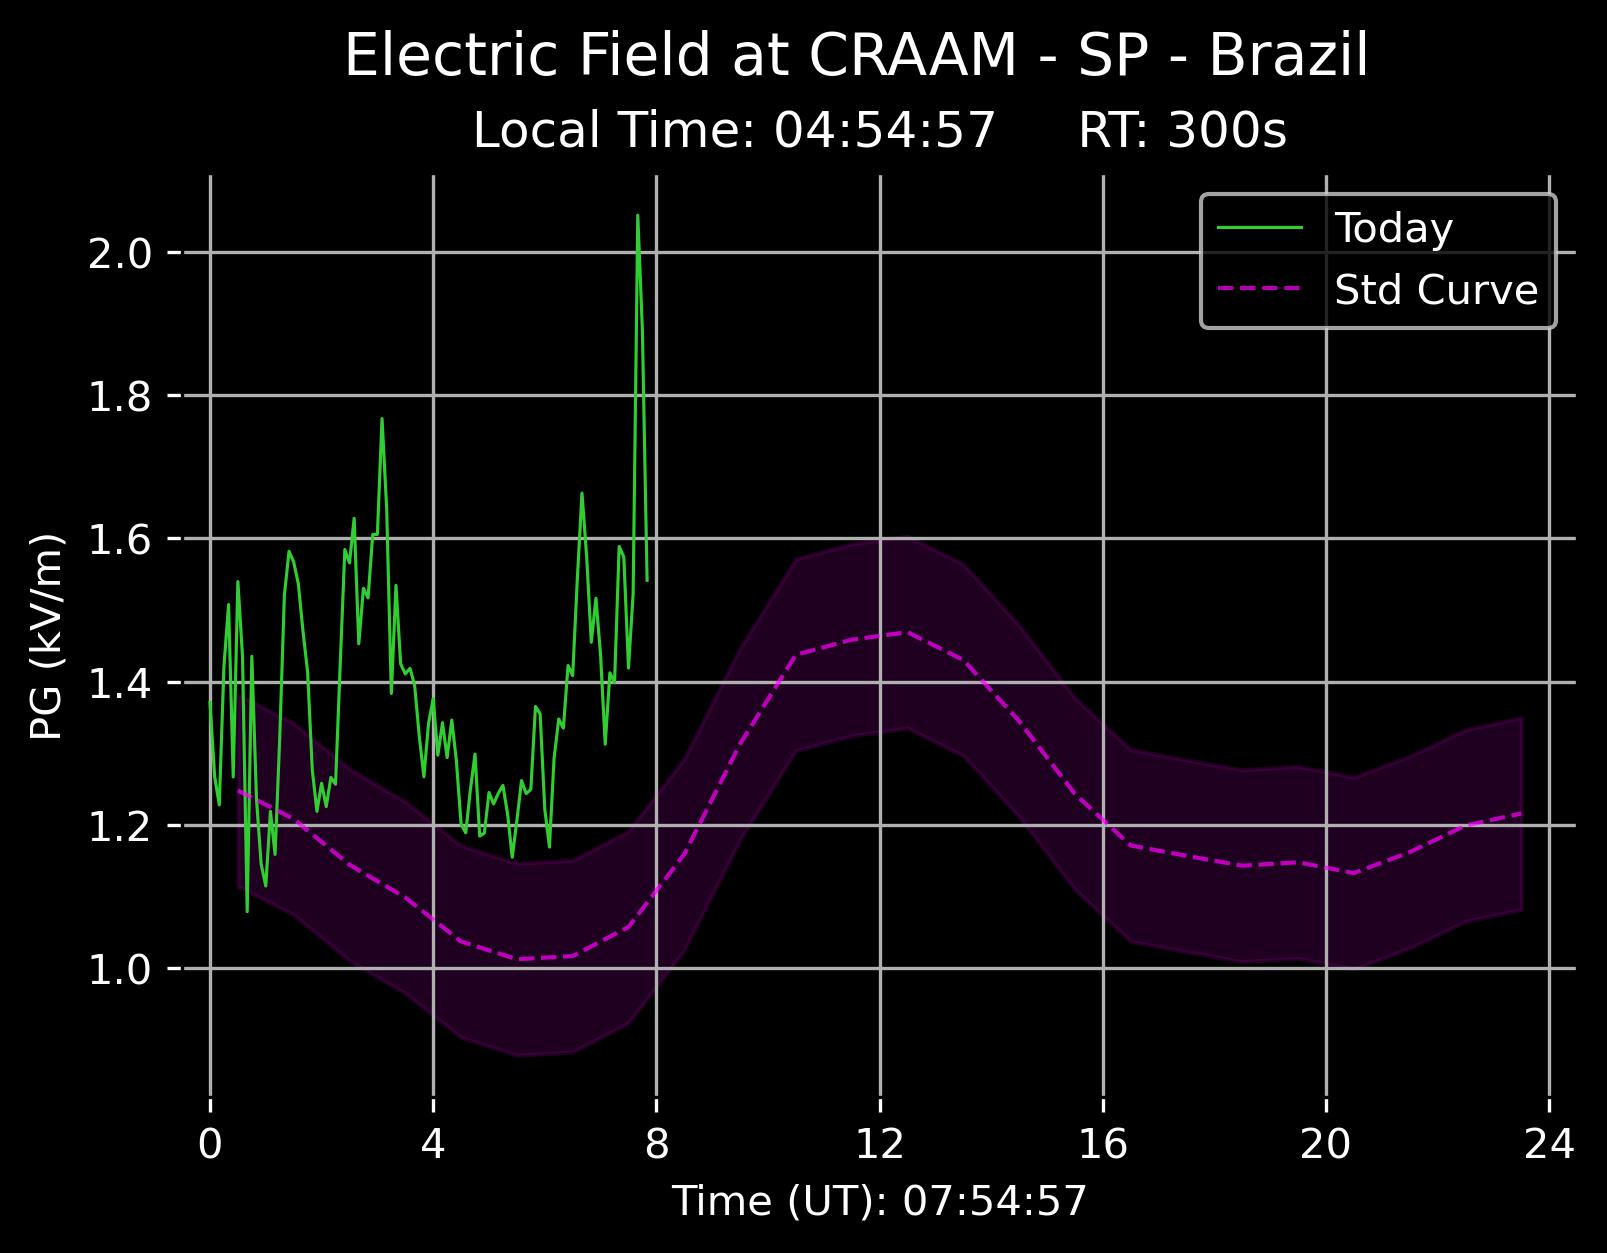 Electric Field at CRAAM - SP - Brazil
Local Time: 04:54:57 RT: 300s
Today
Std Curve
2.0
1.8
1.6
1.4
1.2
1.0
PG (kV/m)
0 4 8 12 16 20 24
Time (UT): 07:54:57